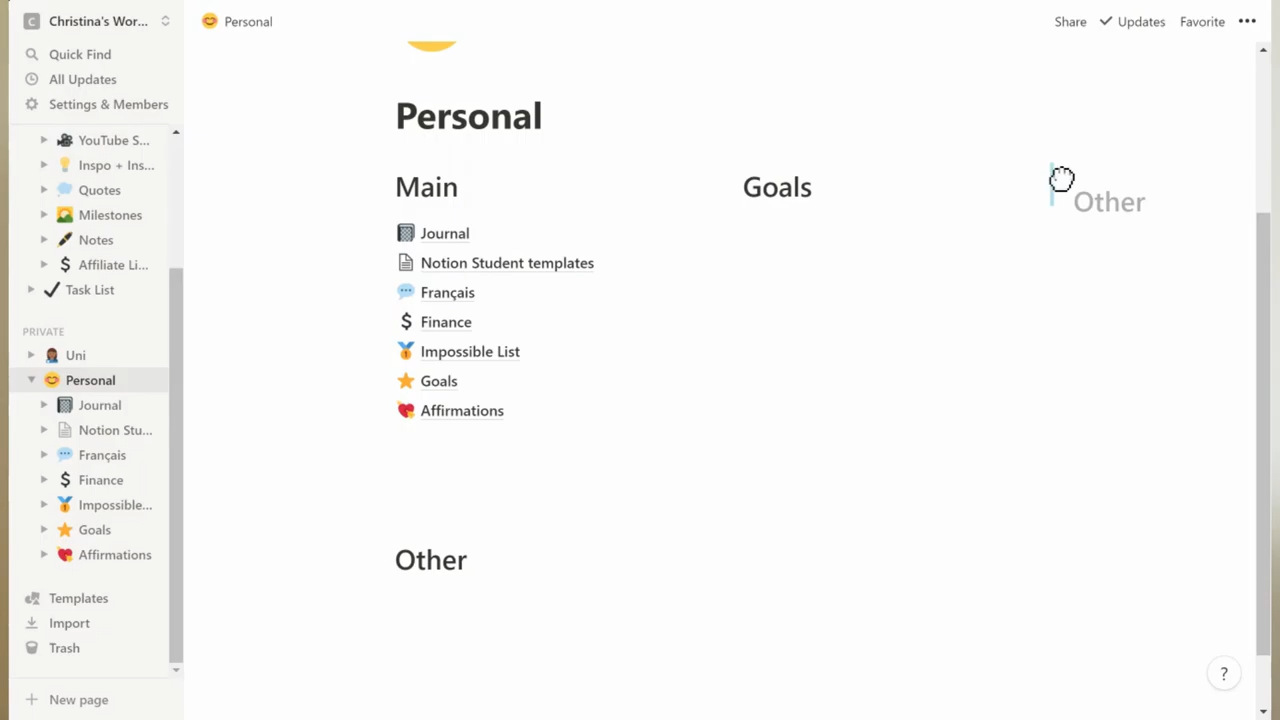 C Christina's Wor...
Quick Find
All Updates
Settings & Members
YouTube S...
Inspo + Ins...
Quotes
Milestones
Notes
$ Affiliate Li...
Task List
PRIVATE
Uni
Personal
Journal
Notion Stu...
Français
$ Finance
Impossible...
Goals
Affirmations
Templates
Import
Trash
+ New page
Personal
Share
Updates
Favorite
•••
Personal
Main
Journal
Notion Student templates
Français
$ Finance
Impossible List
Goals
Affirmations
Goals
Other
Other
?